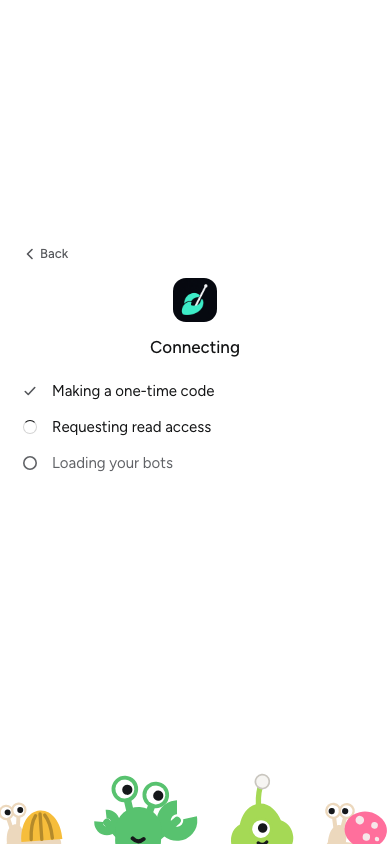 Back
Connecting
Making a one-time code
Requesting read access
Loading your bots